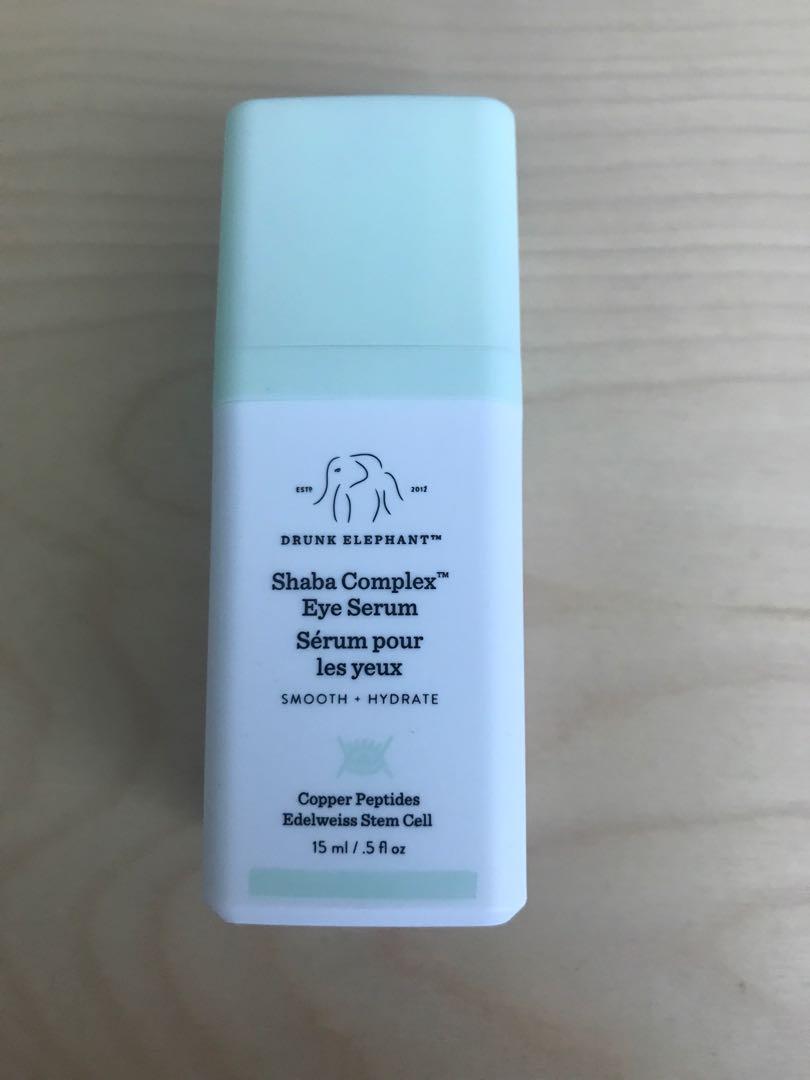 ESTD 2012
DRUNK ELEPHANT™
Shaba Complex™
Eye Serum
Sérum pour
les yeux
SMOOTH + HYDRATE
Copper Peptides
Edelweiss Stem Cell
15 ml / .5 fl oz